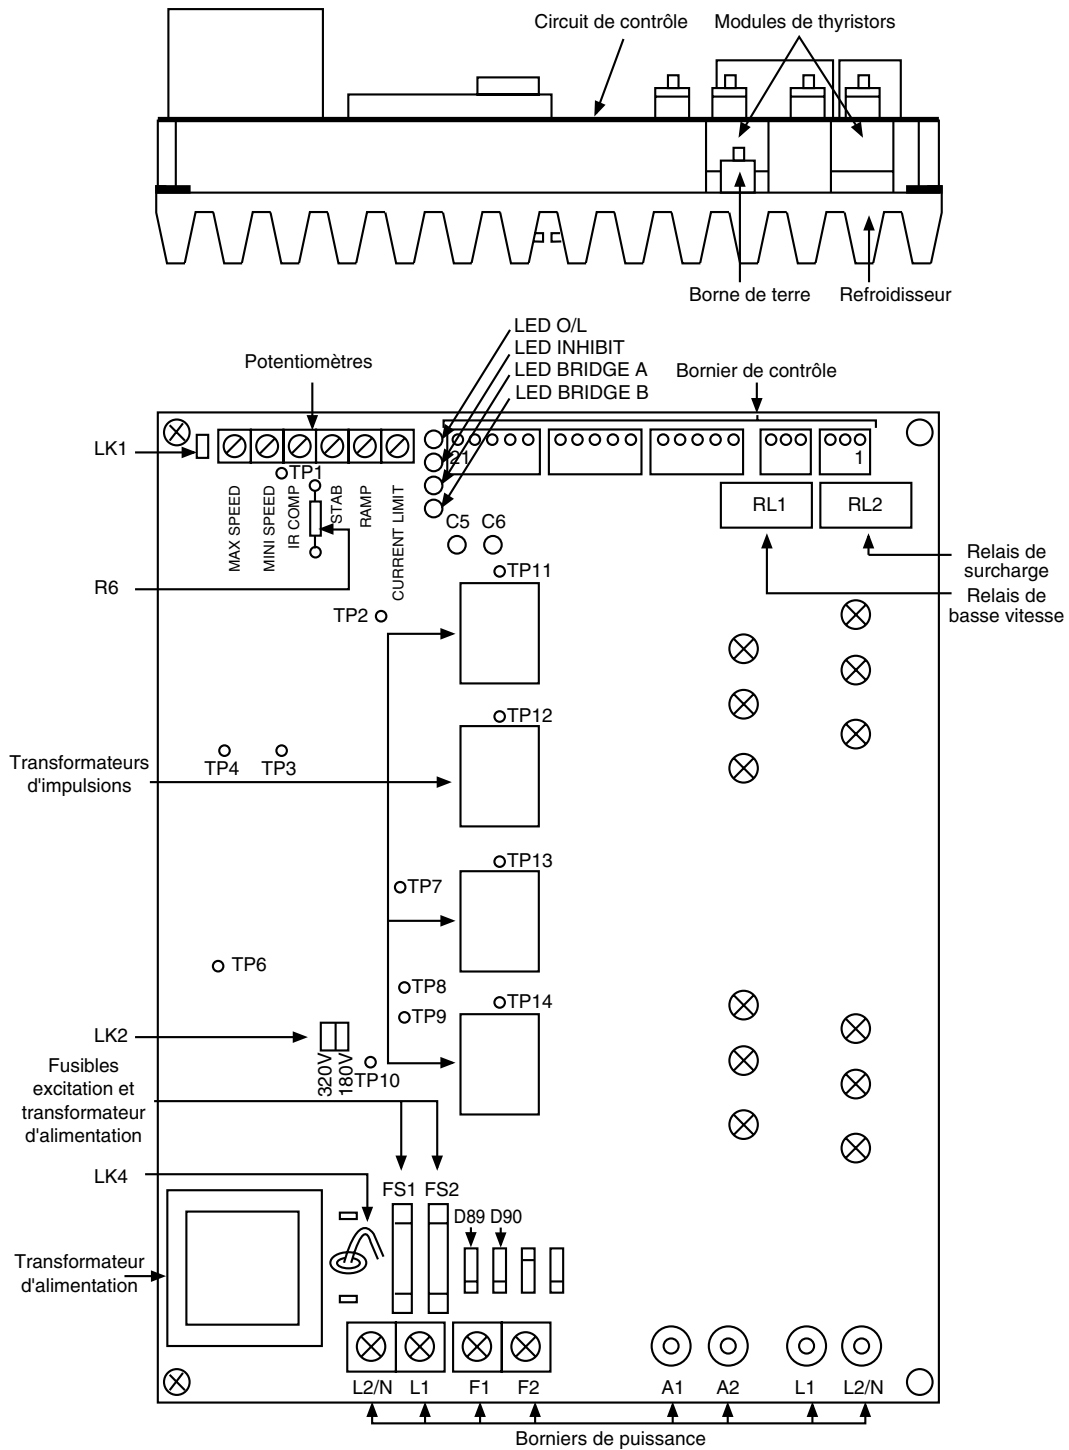 Circuit de contrôle
Modules de thyristors
Borne de terre
Refroidisseur
LED O/L
LED INHIBIT
LED BRIDGE A
LED BRIDGE B
Potentiomètres
Bornier de contrôle
LK1
21
1
TP1
MAX SPEED
MINI SPEED
IR COMP
STAB
RAMP
CURRENT LIMIT
RL1
RL2
C5
C6
Relais de
surcharge
Relais de
basse vitesse
R6
TP11
TP2
TP12
Transformateurs
d'impulsions
TP4
TP3
TP13
TP7
TP6
TP8
TP9
TP14
LK2
320V
180V
TP10
Fusibles
excitation et
transformateur
d'alimentation
LK4
FS1
FS2
D89
D90
Transformateur
d'alimentation
L2/N
L1
F1
F2
A1
A2
L1
L2/N
Borniers de puissance